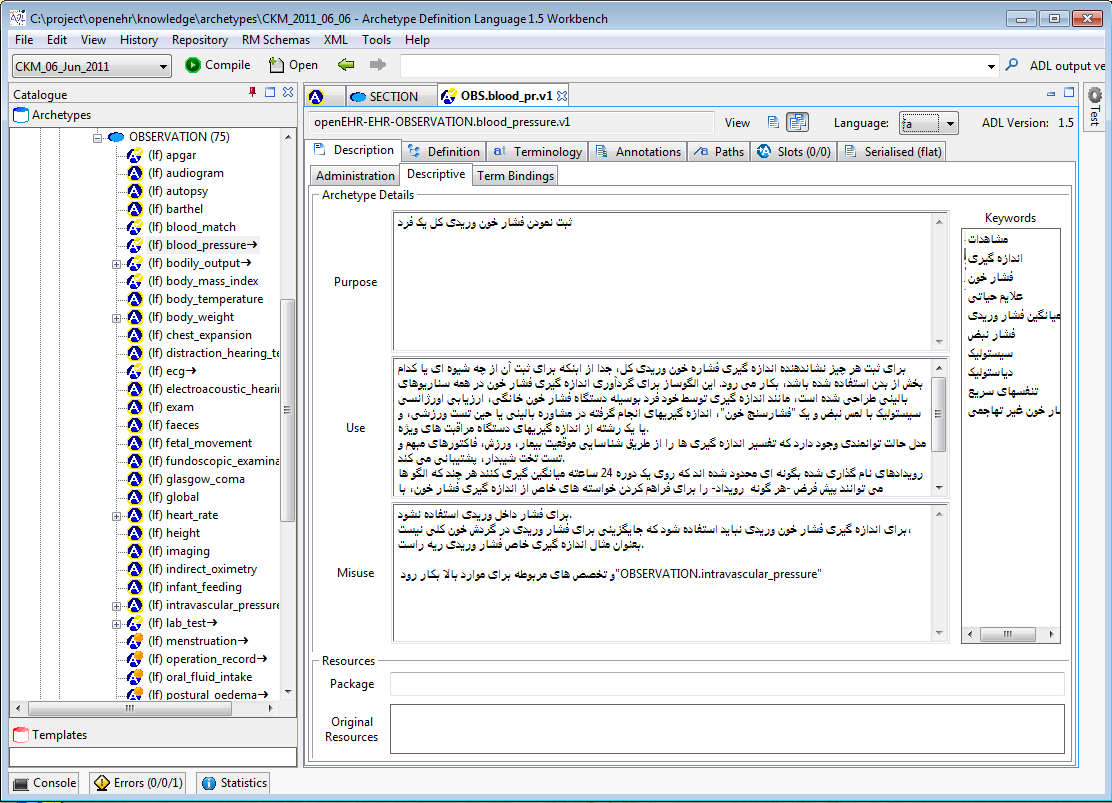 C:\project\openehr\knowledge\archetypes\CKM_2011_06_06 - Archetype Definition Language 1.5 Workbench
File Edit View History Repository RM Schemas XML Tools Help
CKM_06_Jun_2011 Compile Open ADL output ve
Catalogue
Archetypes
OBSERVATION (75)
(lf) apgar
(lf) audiogram
(lf) autopsy
(lf) barthel
(lf) blood_match
(lf) blood_pressure→
(lf) bodily_output→
(lf) body_mass_index
(lf) body_temperature
(lf) body_weight
(lf) chest_expansion
(lf) distraction_hearing_te
(lf) ecg→
(lf) electroacoustic_heari
(lf) exam
(lf) faeces
(lf) fetal_movement
(lf) fundoscopic_examina
(lf) glasgow_coma
(lf) global
(lf) heart_rate
(lf) height
(lf) imaging
(lf) indirect_oximetry
(lf) infant_feeding
(lf) intravascular_pressure
(lf) lab_test→
(lf) menstruation→
(lf) operation_record→
(lf) oral_fluid_intake
(lf) postural_oedema→
Templates
SECTION OBS.blood_pr.v1
openEHR-EHR-OBSERVATION.blood_pressure.v1 View Language: fa ADL Version: 1.5
Test
Description Definition Terminology Annotations Paths Slots (0/0) Serialised (flat)
Administration Descriptive Term Bindings
Archetype Details
Purpose
ثبت نمودن فشار خون وریدی کل یک فرد
Use
برای ثبت هر چیز نشاندهنده اندازه گیری فشاره خون وریدی کل، جدا از اینکه برای ثبت آن از چه شیوه ای یا کدام
بخش از بدن استفاده شده باشد، بکار می رود. این الگوساز برای گردآوری اندازه گیری فشار خون در همه سناریوهای
بالینی طراحی شده است، مانند اندازه گیری توسط خود فرد بوسیله دستگاه فشار خون خانگی، ارزیابی اورژانسی
سیستولیک با لمس نبض و یک "فشارسنج خون"، اندازه گیریهای انجام گرفته در مشاوره بالینی یا حین تست ورزشی، و
یا یک رشته از اندازه گیریهای دستگاه مراقبت های ویژه.
مدل حالت توانمندی وجود دارد که تفسیر اندازه گیری ها را از طریق شناسایی موقعیت بیمار، ورزش، فاکتورهای مبهم و
تست تخت شیبدار، پشتیبانی می کند.
رویدادهای نام گذاری شده بگونه ای محدود شده اند که روی یک دوره 24 ساعته میانگین گیری کنند هر چند که الگو ها
می توانند پیش فرض -هر گونه رویداد- را برای فراهم کردن خواسته های خاص از اندازه گیری فشار خون، با
Misuse
برای فشار داخل وریدی استفاده نشود.
برای اندازه گیری فشار خون وریدی نباید استفاده شود که جایگزینی برای فشار وریدی در گردش خون کلی نیست،
بعنوان مثال اندازه گیری خاص فشار وریدی ریه راست.
و تخصص های مربوطه برای موارد بالا بکار رود "OBSERVATION.intravascular_pressure"
Keywords
مشاهدات
اندازه گیری
فشار خون
علایم حیاتی
میانگین فشار وریدی
فشار نبض
سیستولیک
دیاستولیک
تنفسهای سریع
ار خون غیر تهاجمی
Resources
Package
Original
Resources
Console Errors (0/0/1) Statistics